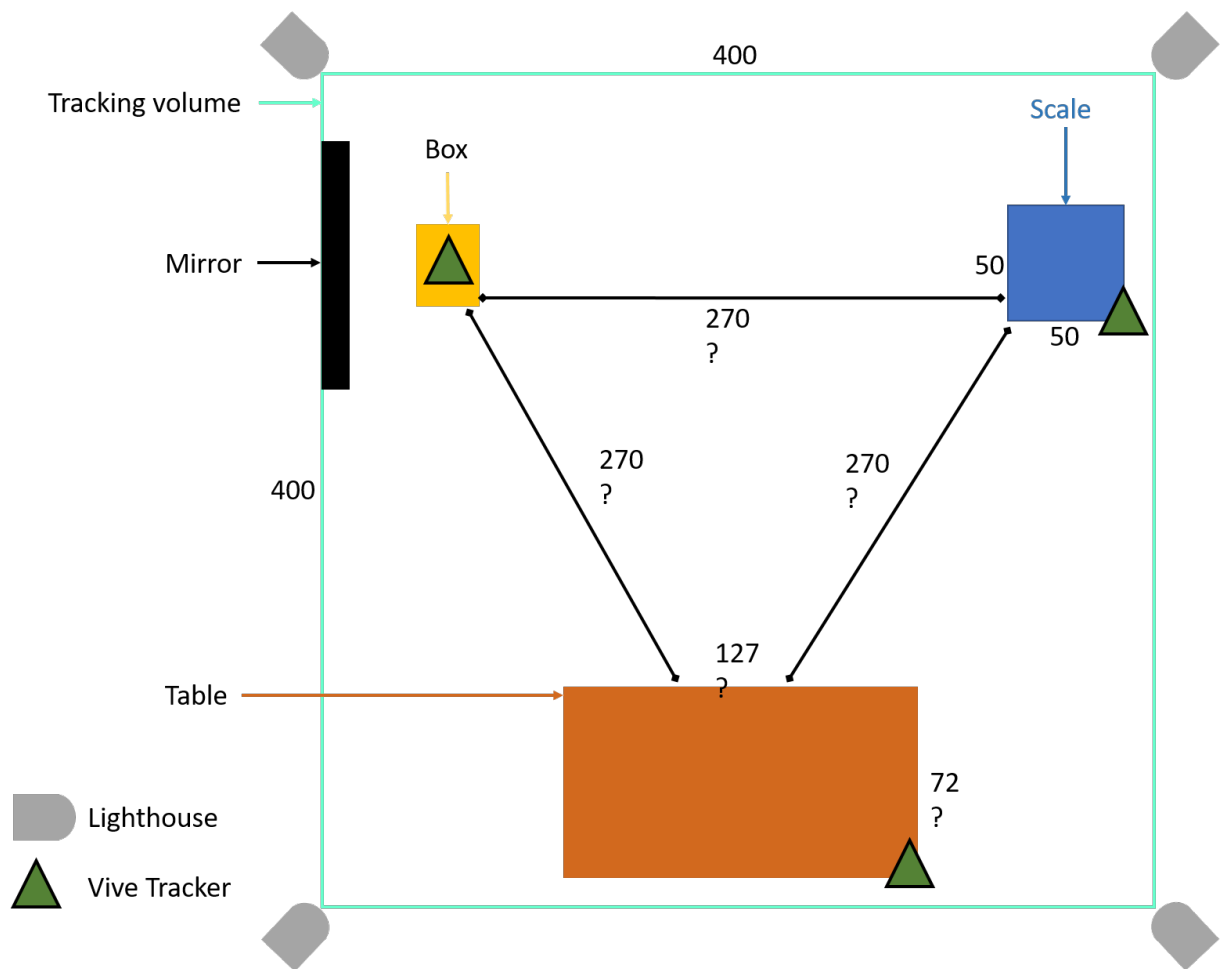 400
Tracking volume
Scale
Box
Mirror
50
270
?
50
270
?
270
?
400
127
?
Table
72
?
Lighthouse
Vive Tracker